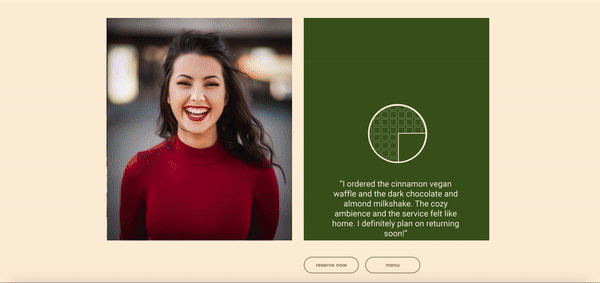 "I ordered the cinnamon vegan
waffle and the dark chocolate and
almond milkshake. The cozy
ambience and the service felt like
home. I definitely plan on returning
soon!"
reserve now
menu